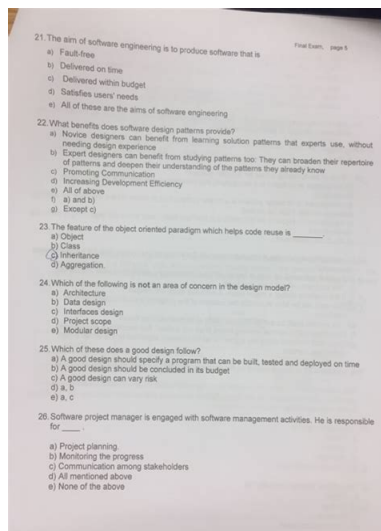 Final Exam, page 5
21. The aim of software engineering is to produce software that is
a) Fault-free
b) Delivered on time
c) Delivered within budget
d) Satisfies users' needs
e) All of these are the aims of software engineering
22. What benefits does software design patterns provide?
a) Novice designers can benefit from learning solution patterns that experts use, without
needing design experience
b) Expert designers can benefit from studying patterns too: They can broaden their repertoire
of patterns and deepen their understanding of the patterns they already know
c) Promoting Communication
d) Increasing Development Efficiency
e) All of above
f) a) and b)
g) Except c)
23. The feature of the object oriented paradigm which helps code reuse is ______.
a) Object
b) Class
c) Inheritance
d) Aggregation.
24. Which of the following is not an area of concern in the design model?
a) Architecture
b) Data design
c) Interfaces design
d) Project scope
e) Modular design
25. Which of these does a good design follow?
a) A good design should specify a program that can be built, tested and deployed on time
b) A good design should be concluded in its budget
c) A good design can vary risk
d) a, b
e) a, c
26. Software project manager is engaged with software management activities. He is responsible
for ____ .
a) Project planning.
b) Monitoring the progress
c) Communication among stakeholders
d) All mentioned above
e) None of the above